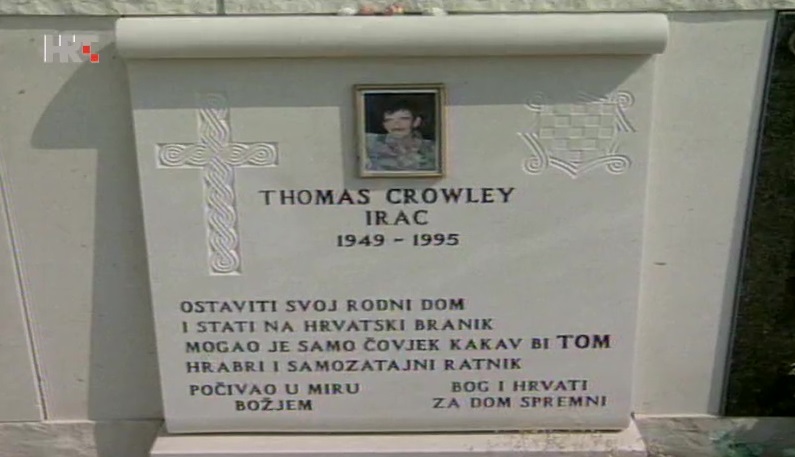 HRT
THOMAS CROWLEY
IRAC
1949 - 1995
OSTAVITI SVOJ RODNI DOM
I STATI NA HRVATSKI BRANIK
MOGAO JE SAMO ČOVJEK KAKAV BI TOM
HRABRI I SAMOZATAJNI RATNIK
POČIVAO U MIRU
BOŽJEM
BOG I HRVATI
ZA DOM SPREMNI